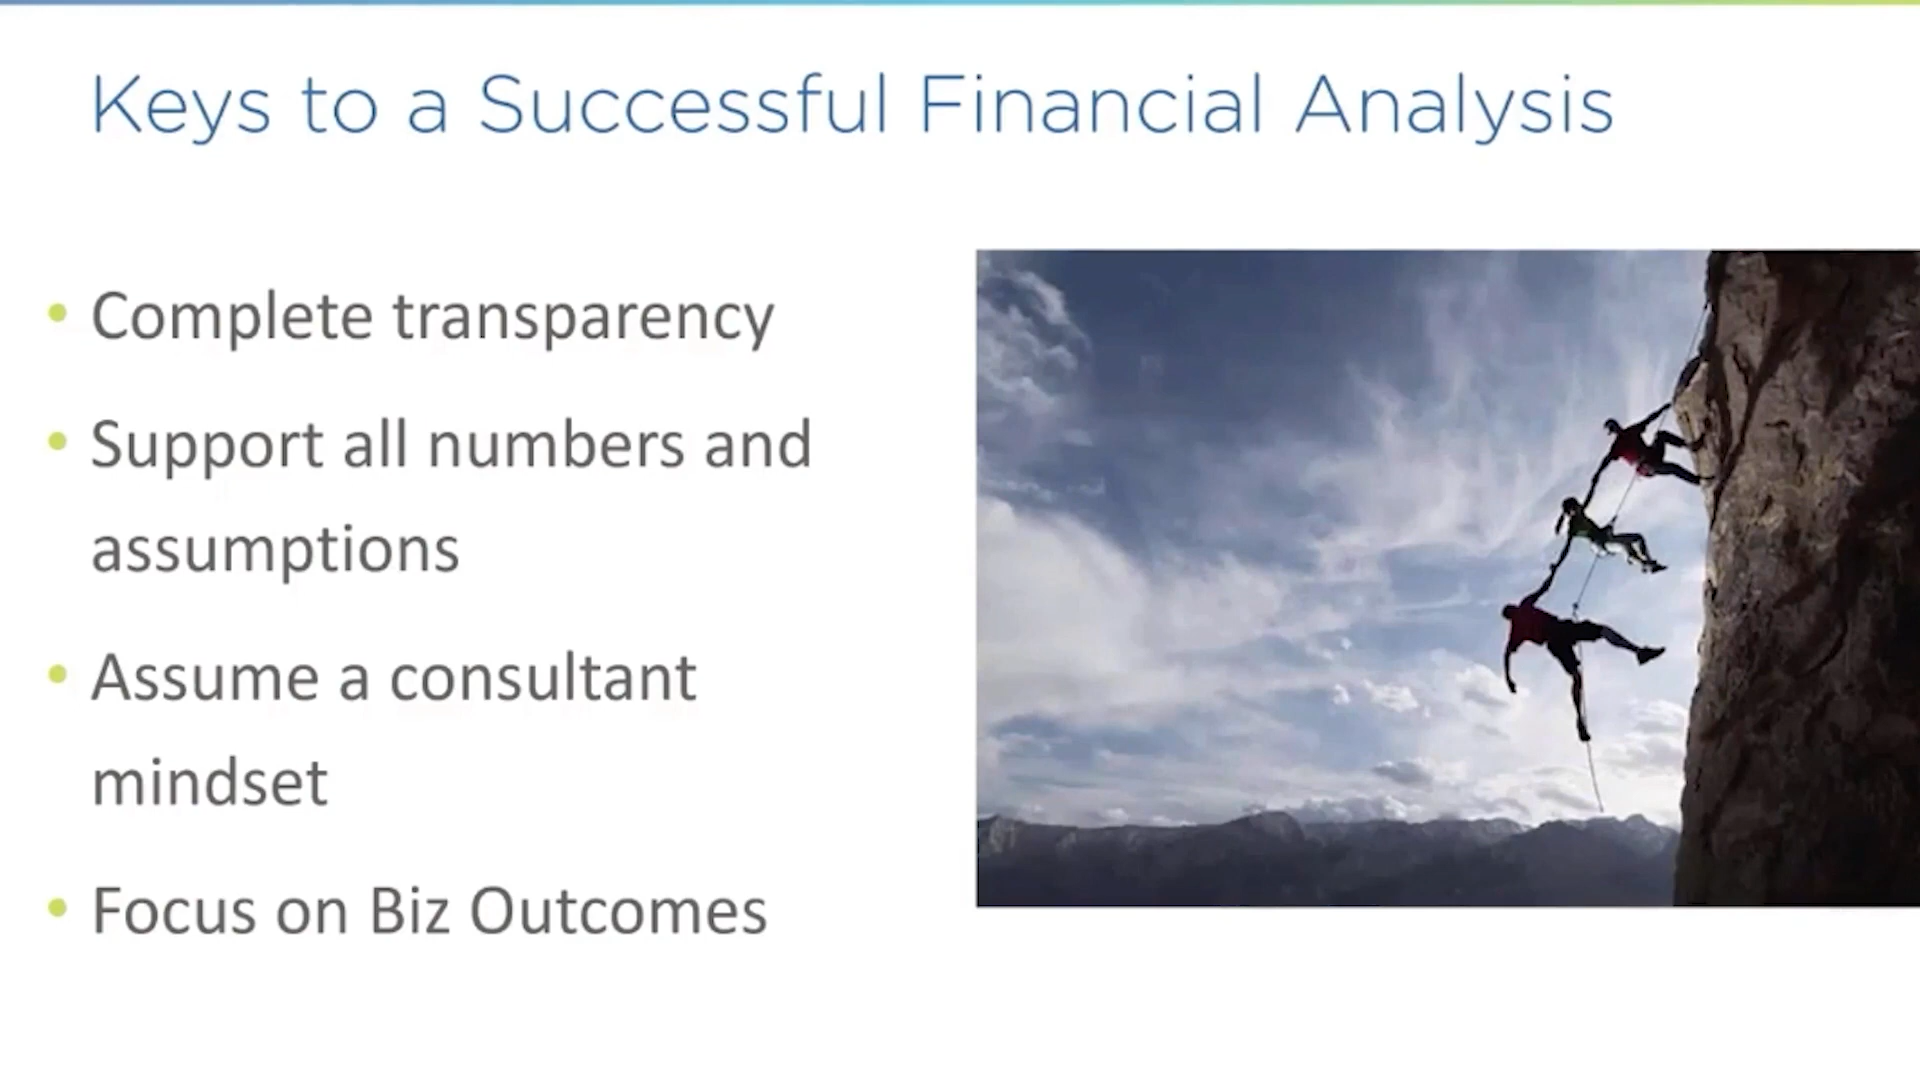 Keys to a Successful Financial Analysis
• Complete transparency
• Support all numbers and
assumptions
• Assume a consultant
mindset
• Focus on Biz Outcomes